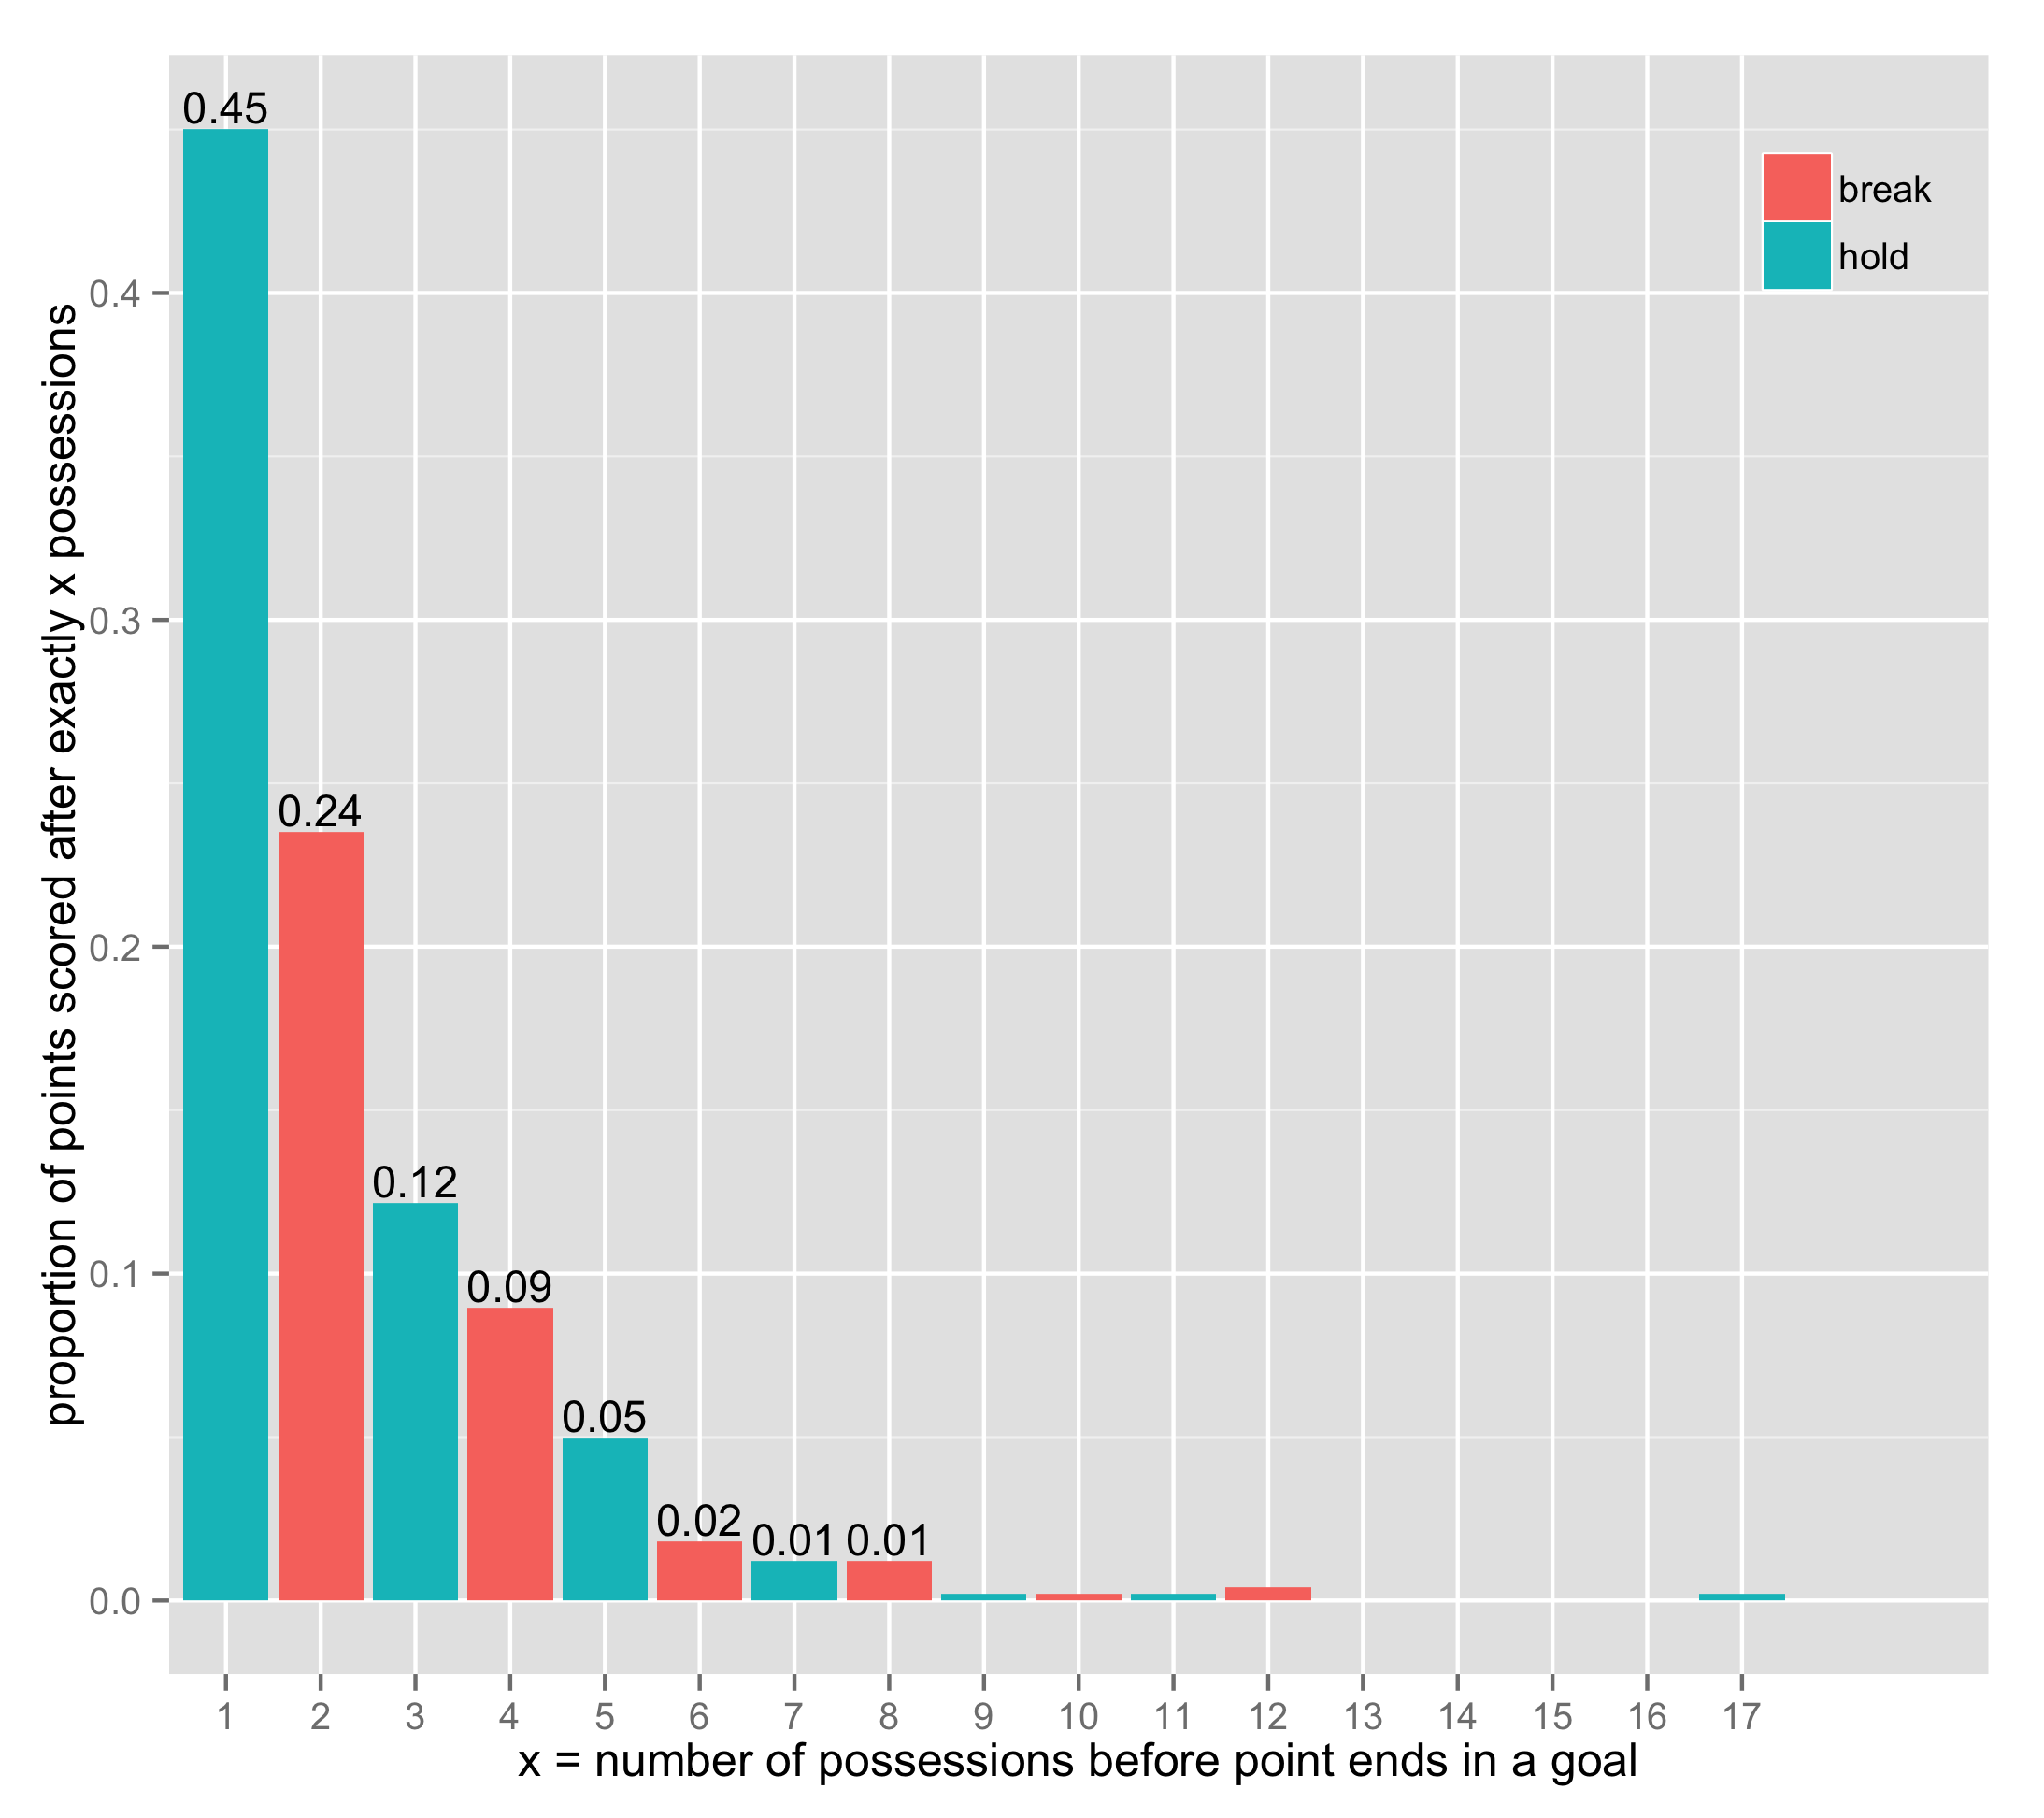 proportion of points scored after exactly x possessions
0.4
0.3
0.2
0.1
0.0
0.45
0.24
0.12
0.09
0.05
0.02
0.01
0.01
break
hold
1 2 3 4 5 6 7 8 9 10 11 12 13 14 15 16 17
x = number of possessions before point ends in a goal